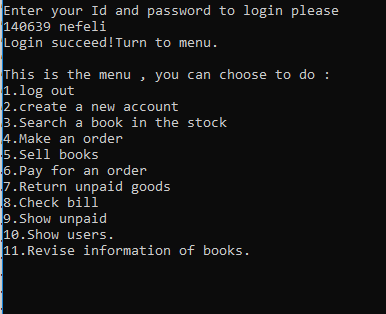 Enter your Id and password to login please
140639 nefeli
Login succeed!Turn to menu.
This is the menu , you can choose to do :
1.log out
2.create a new account
3.Search a book in the stock
4.Make an order
5.Sell books
6.Pay for an order
7.Return unpaid goods
8.Check bill
9.Show unpaid
10.Show users.
11.Revise information of books.